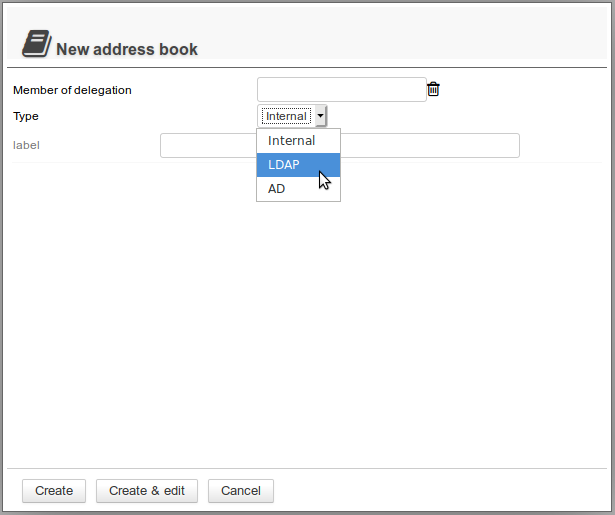 New address book
Member of delegation
Type Internal
label
Internal
LDAP
AD
Create Create & edit Cancel